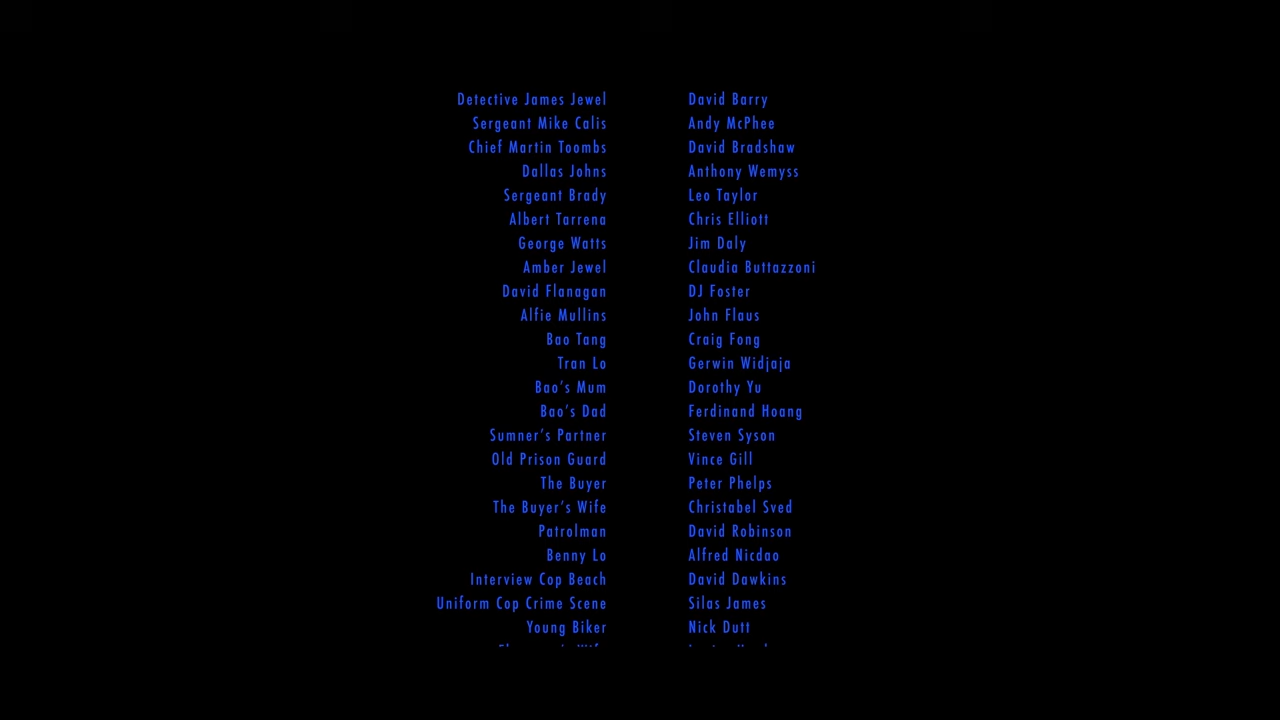 Detective James Jewel David Barry
Sergeant Mike Calis Andy McPhee
Chief Martin Toombs David Bradshaw
Dallas Johns Anthony Wemyss
Sergeant Brady Leo Taylor
Albert Tarrena Chris Elliott
George Watts Jim Daly
Amber Jewel Claudia Buttazzoni
David Flanagan DJ Foster
Alfie Mullins John Flaus
Bao Tang Craig Fong
Tran Lo Gerwin Widjaja
Bao's Mum Dorothy Yu
Bao's Dad Ferdinand Hoang
Sumner's Partner Steven Syson
Old Prison Guard Vince Gill
The Buyer Peter Phelps
The Buyer's Wife Christabel Sved
Patrolman David Robinson
Benny Lo Alfred Nicdao
Interview Cop Beach David Dawkins
Uniform Cop Crime Scene Silas James
Young Biker Nick Dutt